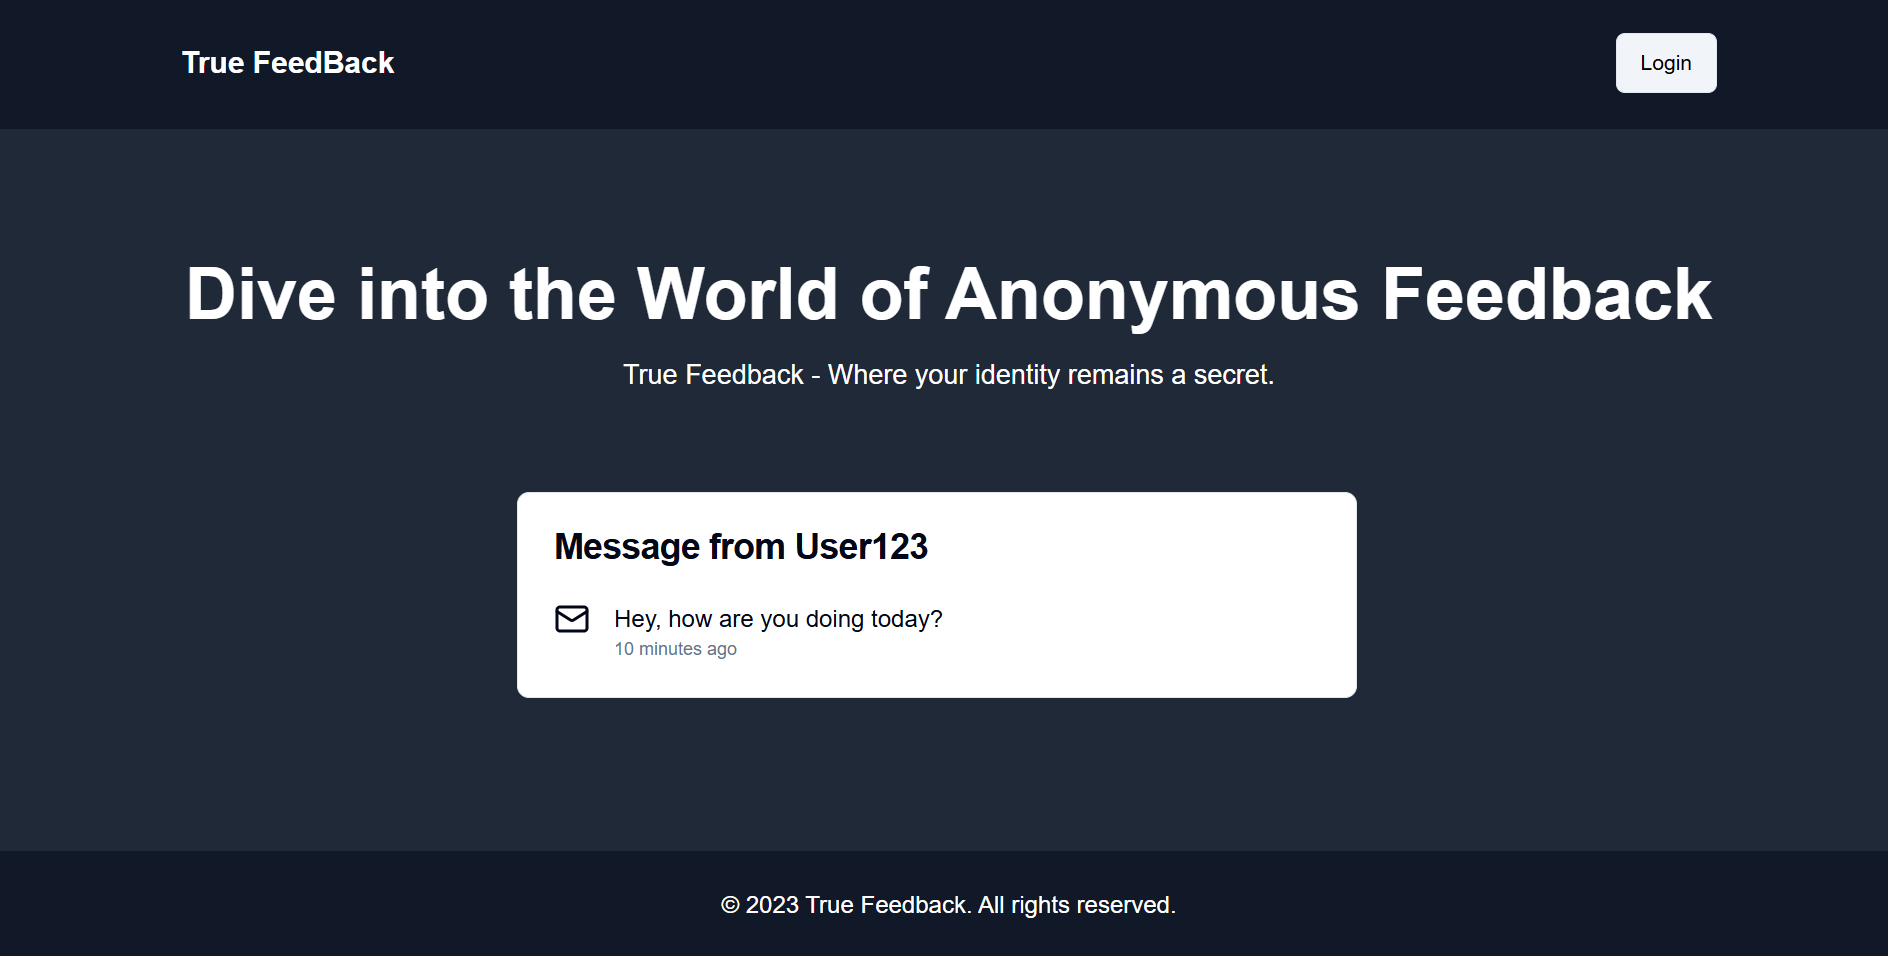 True FeedBack
Login
Dive into the World of Anonymous Feedback
True Feedback - Where your identity remains a secret.
Message from User123
Hey, how are you doing today?
10 minutes ago
© 2023 True Feedback. All rights reserved.